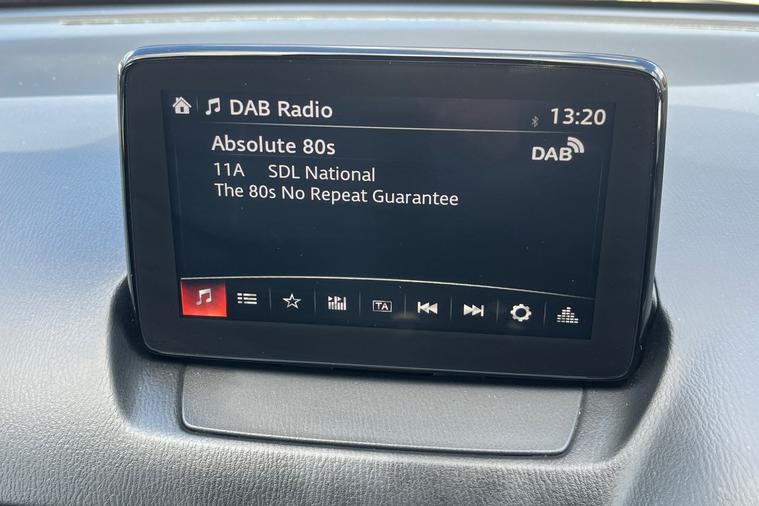 DAB Radio
13:20
Absolute 80s
DAB
11A SDL National
The 80s No Repeat Guarantee
TA